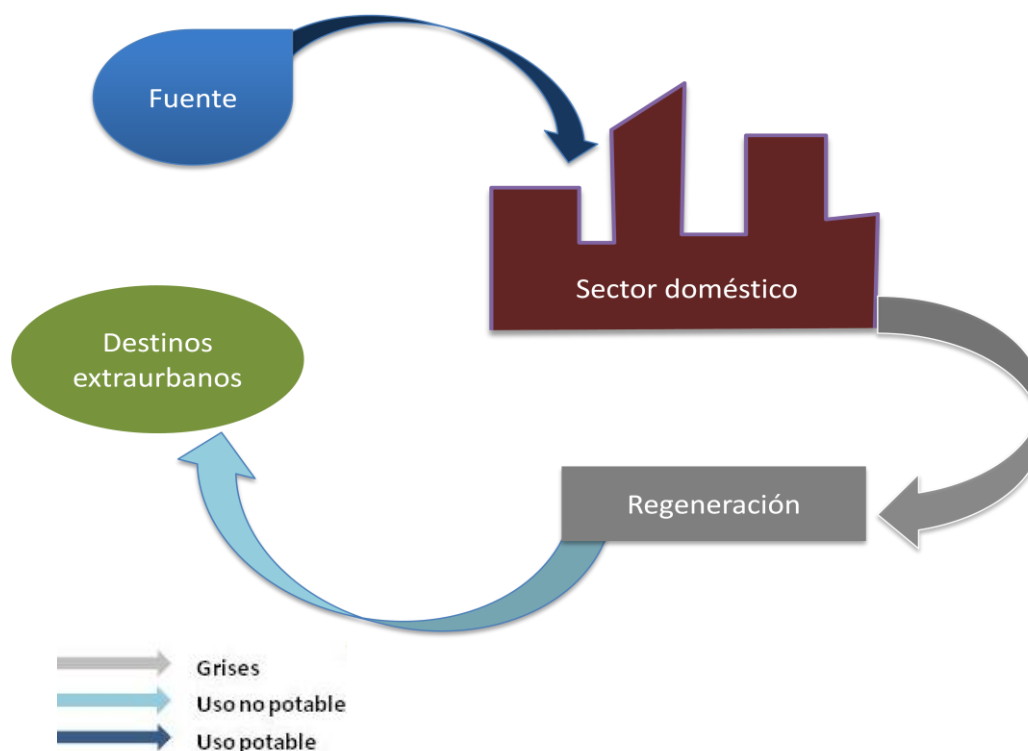 Fuente
Sector doméstico
Destinos
extraurbanos
Regeneración
Grises
Uso no potable
Uso potable